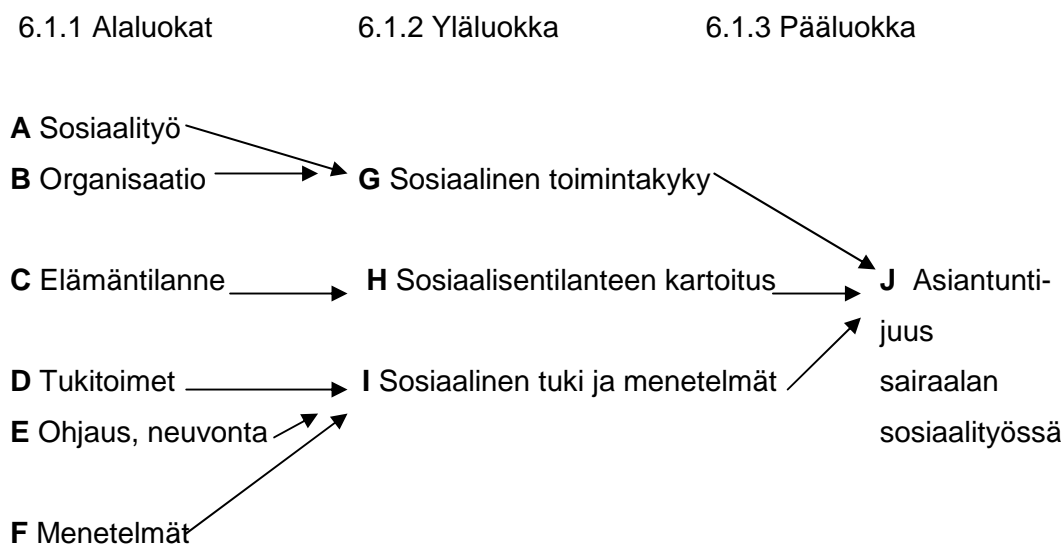 6.1.1 Alaluokat 6.1.2 Yläluokka 6.1.3 Pääluokka
A Sosiaalityö
B Organisaatio G Sosiaalinen toimintakyky
C Elämäntilanne H Sosiaalisentilanteen kartoitus J Asiantunti-
juus
D Tukitoimet I Sosiaalinen tuki ja menetelmät sairaalan
E Ohjaus, neuvonta sosiaalityössä
F Menetelmät